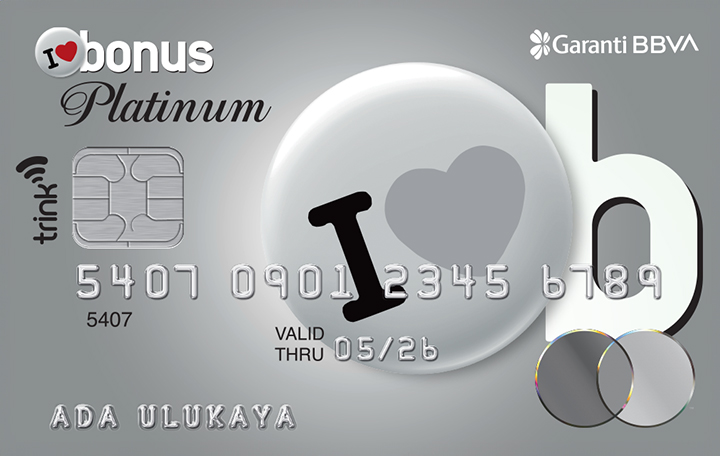 I ♥ bonus
Platinum
Garanti BBVA
trink
I ♥ b
5407 0901 2345 6789
5407
VALID THRU 05/26
ADA ULUKAYA